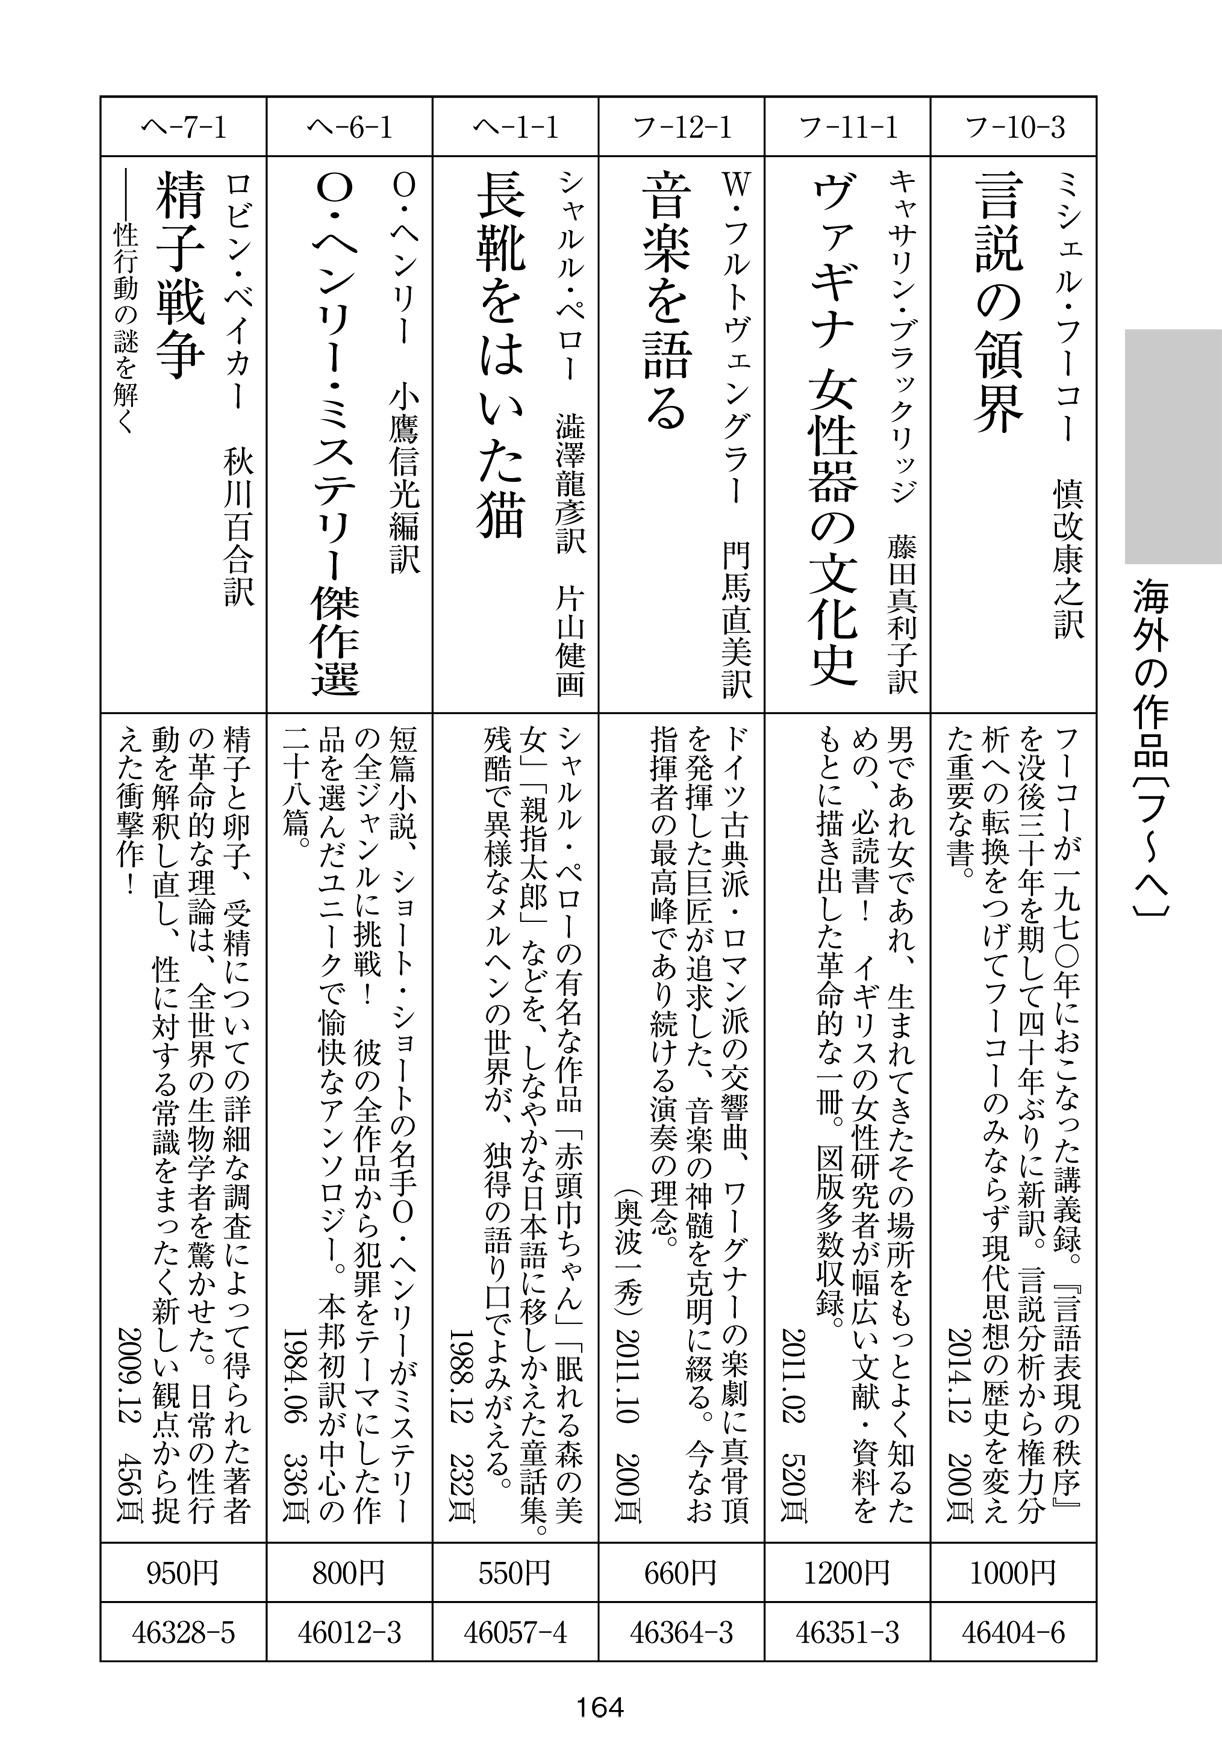 海外の作品〔フ～ヘ〕
フ-10-3
ミシェル・フーコー　慎改康之訳
言説の領界
フーコーが一九七〇年におこなった講義録。『言語表現の秩序』
を没後三十年を期して四十年ぶりに新訳。言説分析から権力分
析への転換をつげてフーコーのみならず現代思想の歴史を変え
た重要な書。
2014.12　200頁
1000円
46404-6
フ-11-1
キャサリン・ブラックリッジ　藤田真利子訳
ヴァギナ 女性器の文化史
男であれ女であれ、生まれてきたその場所をもっとよく知るた
めの、必読書！　イギリスの女性研究者が幅広い文献・資料を
もとに描き出した革命的な一冊。図版多数収録。
2011.02　520頁
1200円
46351-3
フ-12-1
W・フルトヴェングラー　門馬直美訳
音楽を語る
ドイツ古典派・ロマン派の交響曲、ワーグナーの楽劇に真骨頂
を発揮した巨匠が追求した、音楽の神髄を克明に綴る。今なお
指揮者の最高峰であり続ける演奏の理念。
（奥波一秀）2011.10　200頁
660円
46364-3
ヘ-1-1
シャルル・ペロー　澁澤龍彥訳　片山健画
長靴をはいた猫
シャルル・ペローの有名な作品「赤頭巾ちゃん」「眠れる森の美
女」「親指太郎」などを、しなやかな日本語に移しかえた童話集。
残酷で異様なメルヘンの世界が、独得の語り口でよみがえる。
1988.12　232頁
550円
46057-4
ヘ-6-1
O・ヘンリー　小鷹信光編訳
O・ヘンリー・ミステリー傑作選
短篇小説、ショート・ショートの名手O・ヘンリーがミステリー
の全ジャンルに挑戦！　彼の全作品から犯罪をテーマにした作
品を選んだユニークで愉快なアンソロジー。本邦初訳が中心の
二十八篇。
1984.06　336頁
800円
46012-3
ヘ-7-1
ロビン・ベイカー　秋川百合訳
精子戦争
――性行動の謎を解く
精子と卵子、受精についての詳細な調査によって得られた著者
の革命的な理論は、全世界の生物学者を驚かせた。日常の性行
動を解釈し直し、性に対する常識をまったく新しい観点から捉
えた衝撃作！
2009.12　456頁
950円
46328-5
164